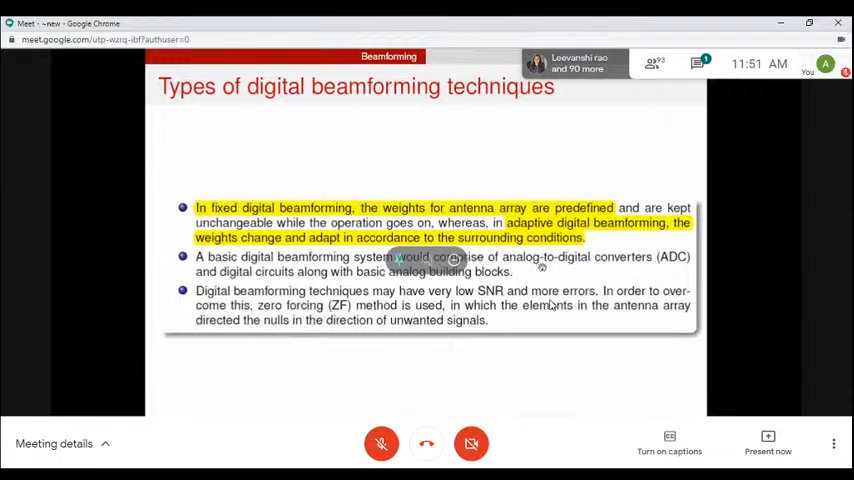 Meet - ~new - Google Chrome
meet.google.com/utp-wzrq-ibf?authuser=0
Beamforming
Leevanshi rao
and 90 more
93
1
11:51 AM
You
A
Types of digital beamforming techniques
In fixed digital beamforming, the weights for antenna array are predefined and are kept
unchangeable while the operation goes on, whereas, in adaptive digital beamforming, the
weights change and adapt in accordance to the surrounding conditions.
A basic digital beamforming system would comprise of analog-to-digital converters (ADC)
and digital circuits along with basic analog building blocks.
Digital beamforming techniques may have very low SNR and more errors. In order to over-
come this, zero forcing (ZF) method is used, in which the elements in the antenna array
directed the nulls in the direction of unwanted signals.
Meeting details
Turn on captions
Present now